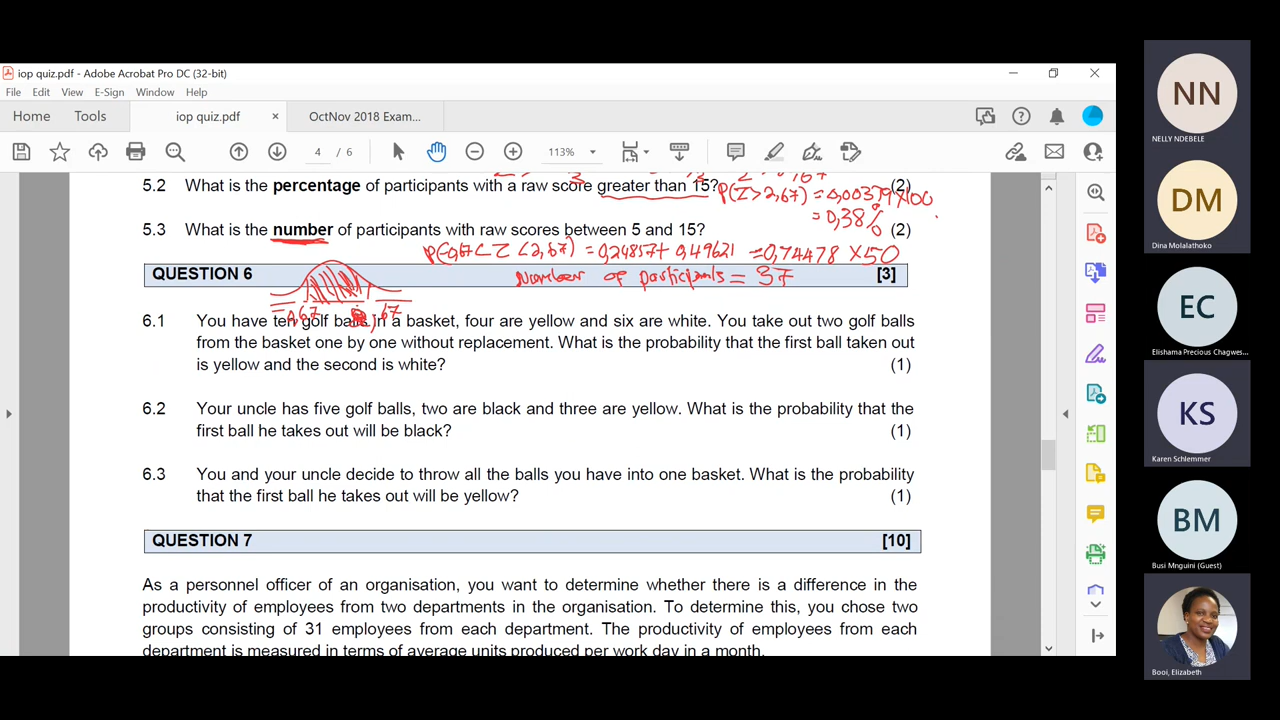 iop quiz.pdf - Adobe Acrobat Pro DC (32-bit)
File Edit View E-Sign Window Help
Home Tools iop quiz.pdf × OctNov 2018 Exam...
4 / 6 113%
5.2 What is the percentage of participants with a raw score greater than 15? (2)
P(Z>2,67) = 0,00379 × 100
= 0,38%
5.3 What is the number of participants with raw scores between 5 and 15? (2)
= 0,24857 + 0,49621 = 0,74478 × 50
QUESTION 6 [3]
Number of participants = 37
6.1 You have ten golf balls in a basket, four are yellow and six are white. You take out two golf balls
from the basket one by one without replacement. What is the probability that the first ball taken out
is yellow and the second is white? (1)
6.2 Your uncle has five golf balls, two are black and three are yellow. What is the probability that the
first ball he takes out will be black? (1)
6.3 You and your uncle decide to throw all the balls you have into one basket. What is the probability
that the first ball he takes out will be yellow? (1)
QUESTION 7 [10]
As a personnel officer of an organisation, you want to determine whether there is a difference in the
productivity of employees from two departments in the organisation. To determine this, you chose two
groups consisting of 31 employees from each department. The productivity of employees from each
department is measured in terms of average units produced per work day in a month.
NN
NELLY NDEBELE
DM
Dina Molalathoko
EC
Elishama Precious Chagwes...
KS
Karen Schlemmer
BM
Busi Mnguini (Guest)
Booi, Elizabeth